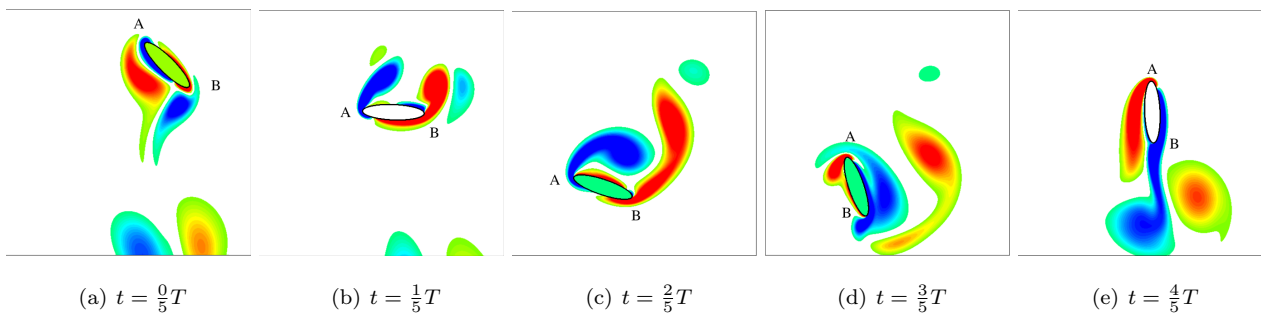 A
B
A
B
A
B
A
B
A
B
(a) t = 0/5 T
(b) t = 1/5 T
(c) t = 2/5 T
(d) t = 3/5 T
(e) t = 4/5 T